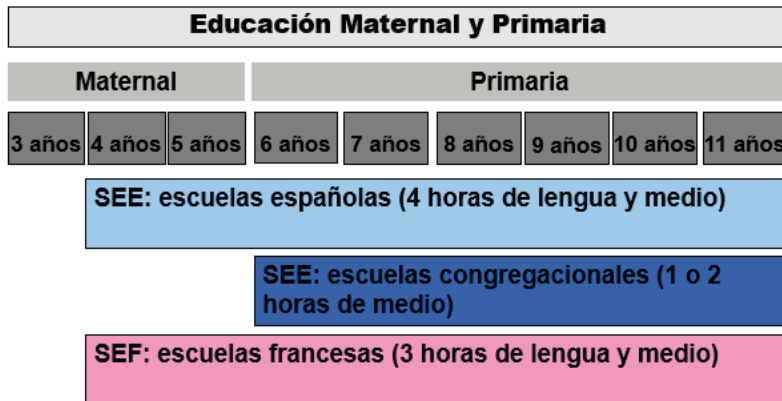 Educación Maternal y Primaria
Maternal Primaria
3 años 4 años 5 años 6 años 7 años 8 años 9 años 10 años 11 años
SEE: escuelas españolas (4 horas de lengua y medio)
SEE: escuelas congregacionales (1 o 2
horas de medio)
SEF: escuelas francesas (3 horas de lengua y medio)